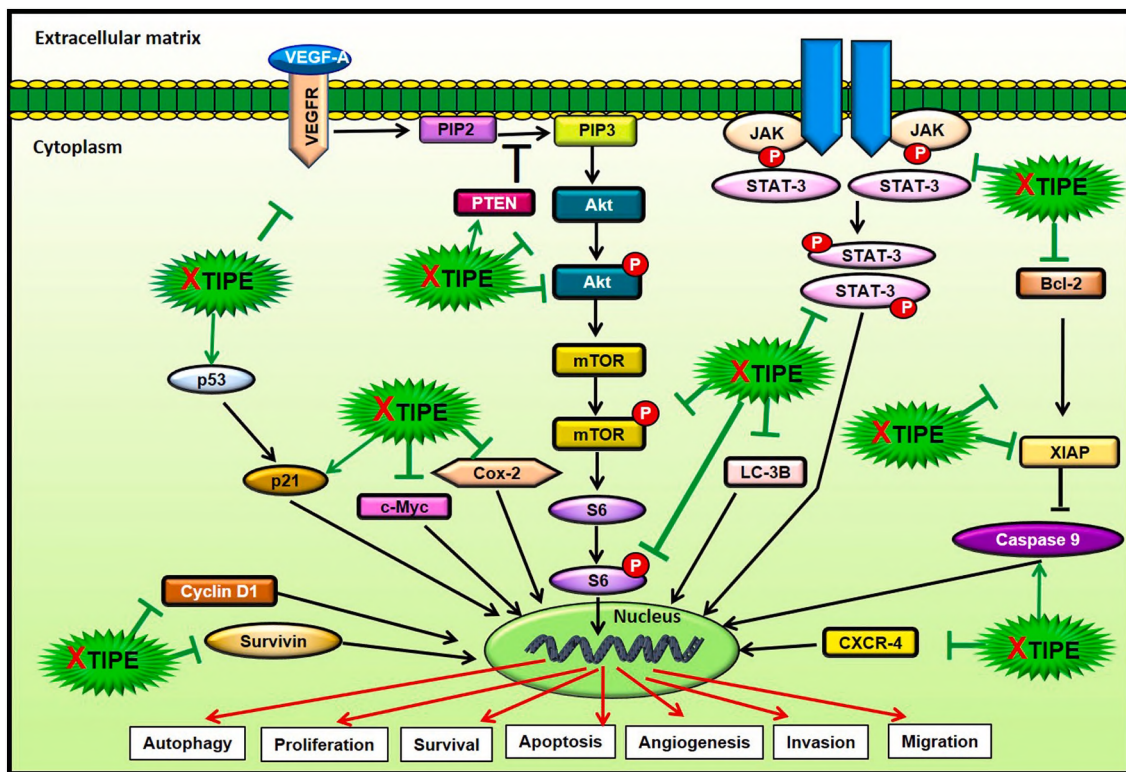 Extracellular matrix
VEGF-A
VEGFR
Cytoplasm
PIP2
PIP3
JAK
JAK
P
P
STAT-3
STAT-3
XTIPE
PTEN
Akt
XTIPE
XTIPE
P
Akt
P
STAT-3
STAT-3
P
Bcl-2
p53
mTOR
XTIPE
XTIPE
P
mTOR
XTIPE
XIAP
p21
Cox-2
LC-3B
c-Myc
S6
Caspase 9
P
S6
Cyclin D1
Nucleus
Survivin
XTIPE
CXCR-4
XTIPE
Autophagy
Proliferation
Survival
Apoptosis
Angiogenesis
Invasion
Migration